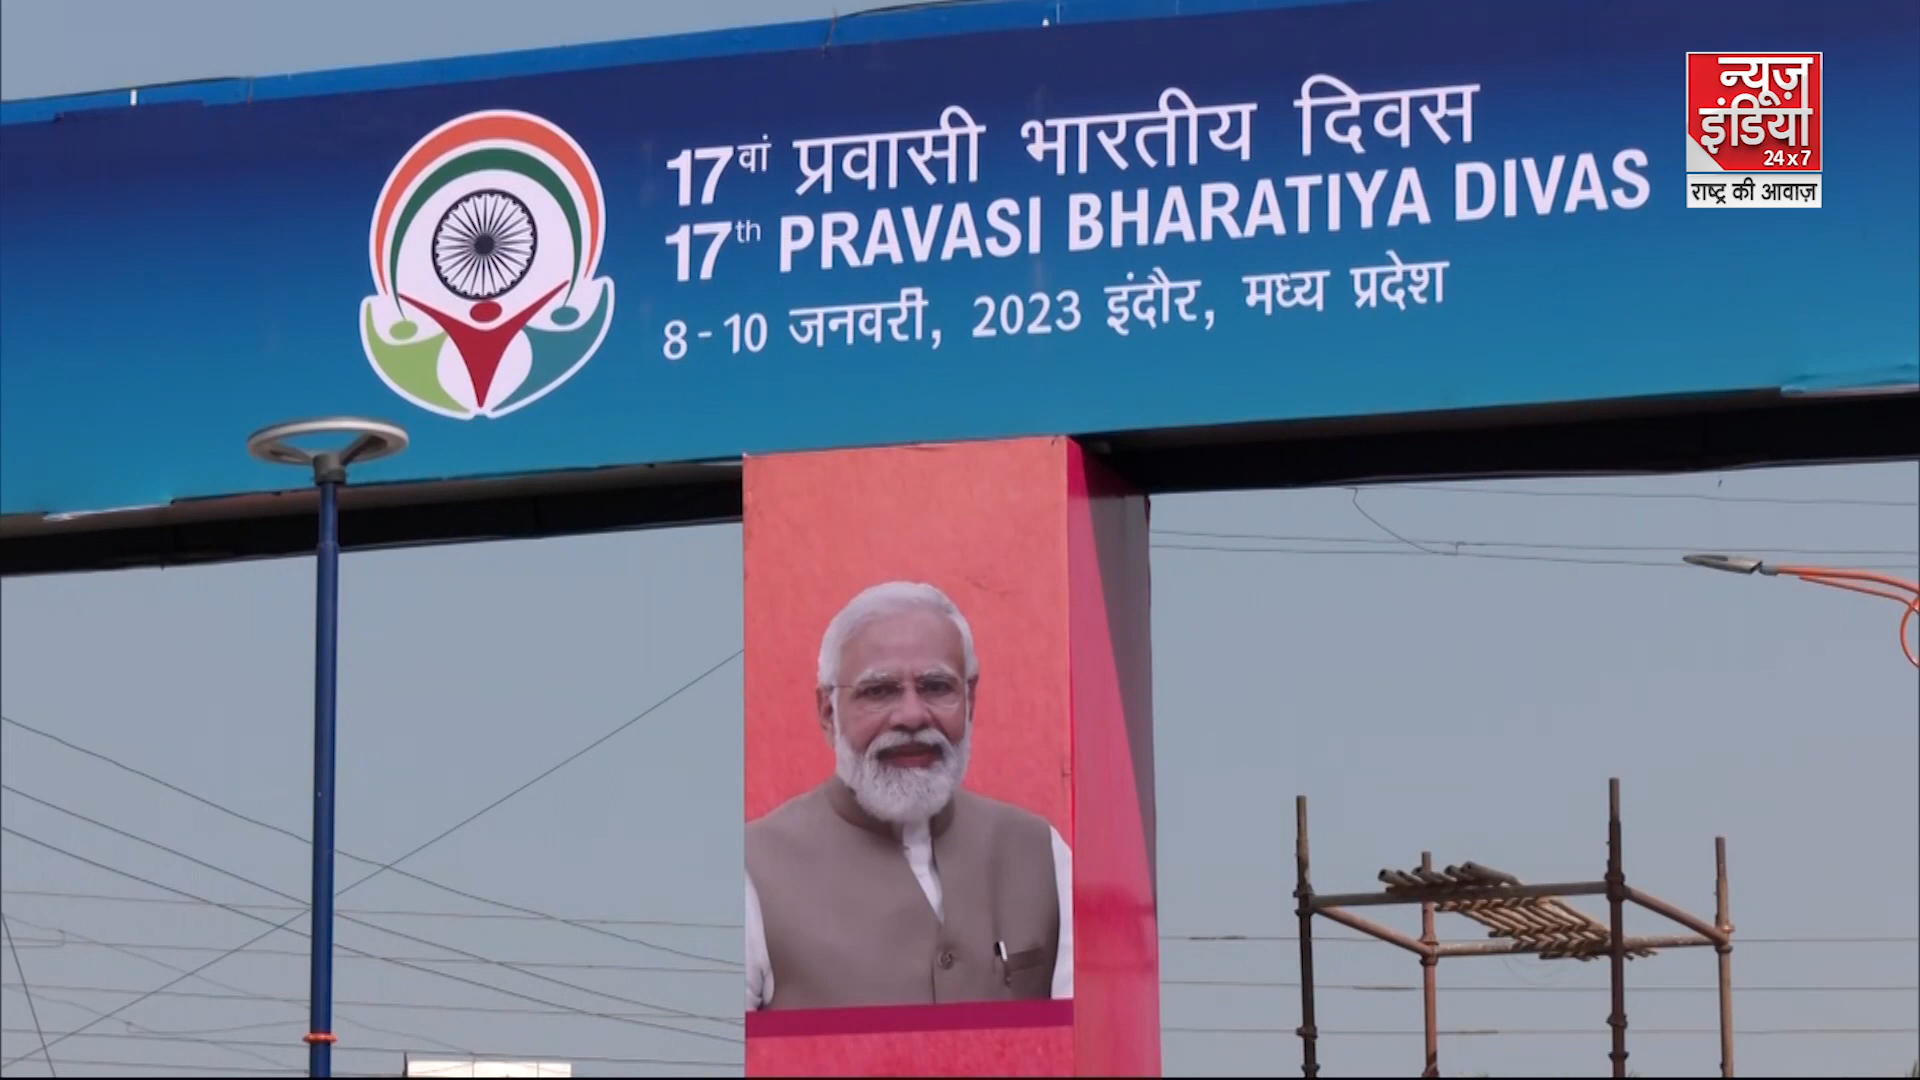 17वां प्रवासी भारतीय दिवस
17th PRAVASI BHARATIYA DIVAS
8-10 जनवरी, 2023 इंदौर, मध्य प्रदेश
न्यूज़
इंडिया
24x7
राष्ट्र की आवाज़